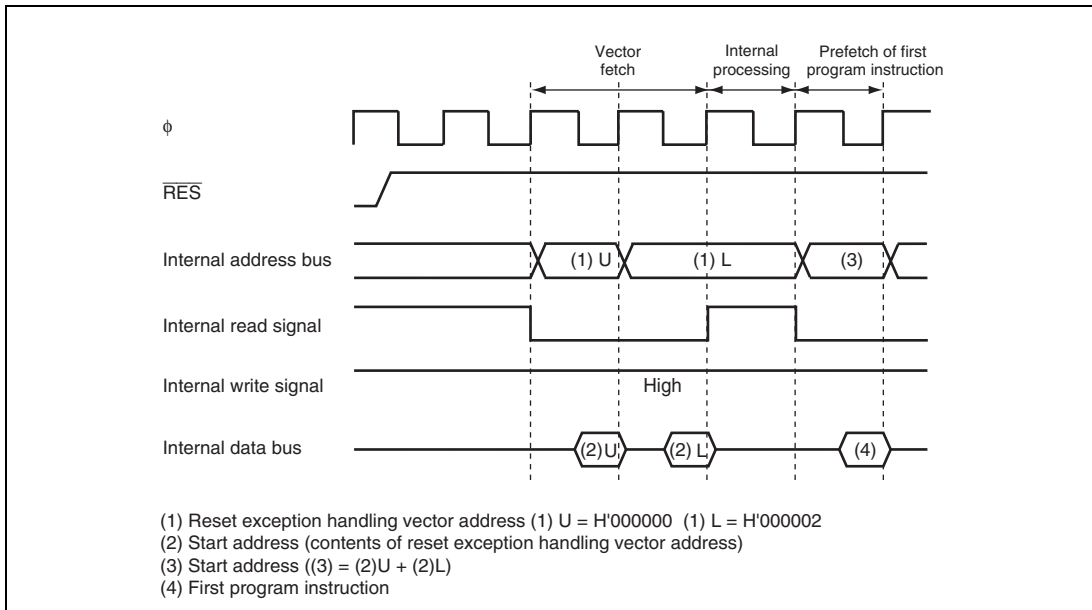 Vector
fetch
Internal
processing
Prefetch of first
program instruction
ϕ
RES
Internal address bus
(1) U
(1) L
(3)
Internal read signal
Internal write signal
High
Internal data bus
(2)U
(2) L
(4)
(1) Reset exception handling vector address (1) U = H'000000 (1) L = H'000002
(2) Start address (contents of reset exception handling vector address)
(3) Start address ((3) = (2)U + (2)L)
(4) First program instruction